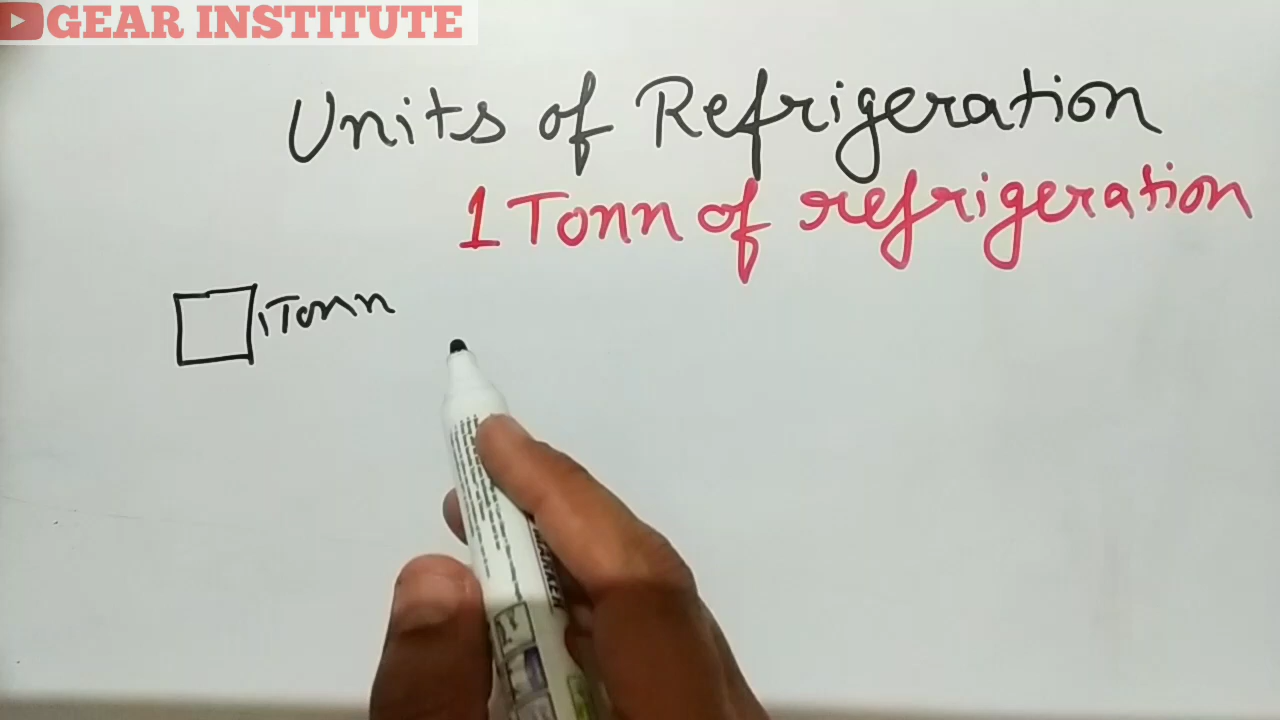 GEAR INSTITUTE
Units of Refrigeration
1 Tonn of refrigeration
1Tonn